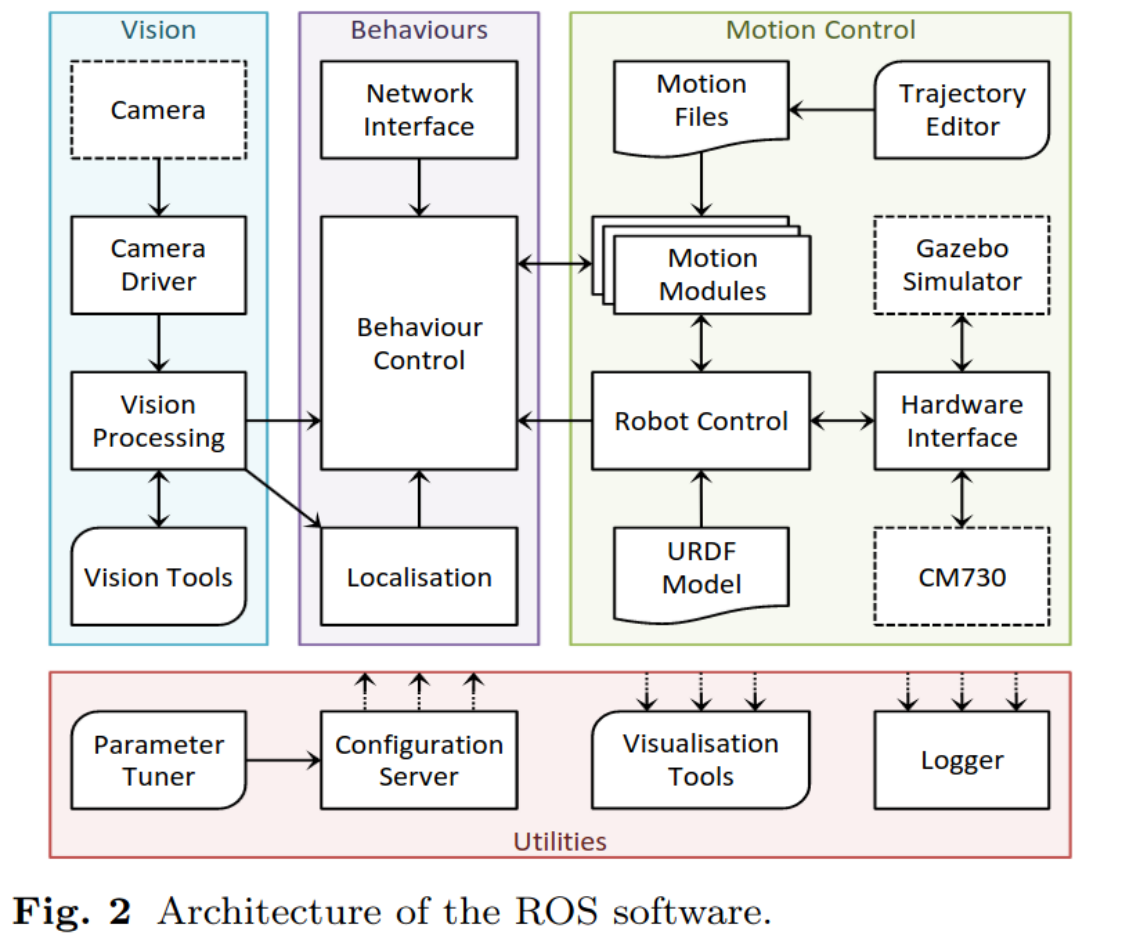 Vision
Camera
Camera
Driver
Vision
Processing
Vision Tools
Behaviours
Network
Interface
Behaviour
Control
Localisation
Motion Control
Motion
Files
Trajectory
Editor
Motion
Modules
Gazebo
Simulator
Robot Control
Hardware
Interface
URDF
Model
CM730
Parameter
Tuner
Configuration
Server
Visualisation
Tools
Logger
Utilities
Fig. 2 Architecture of the ROS software.